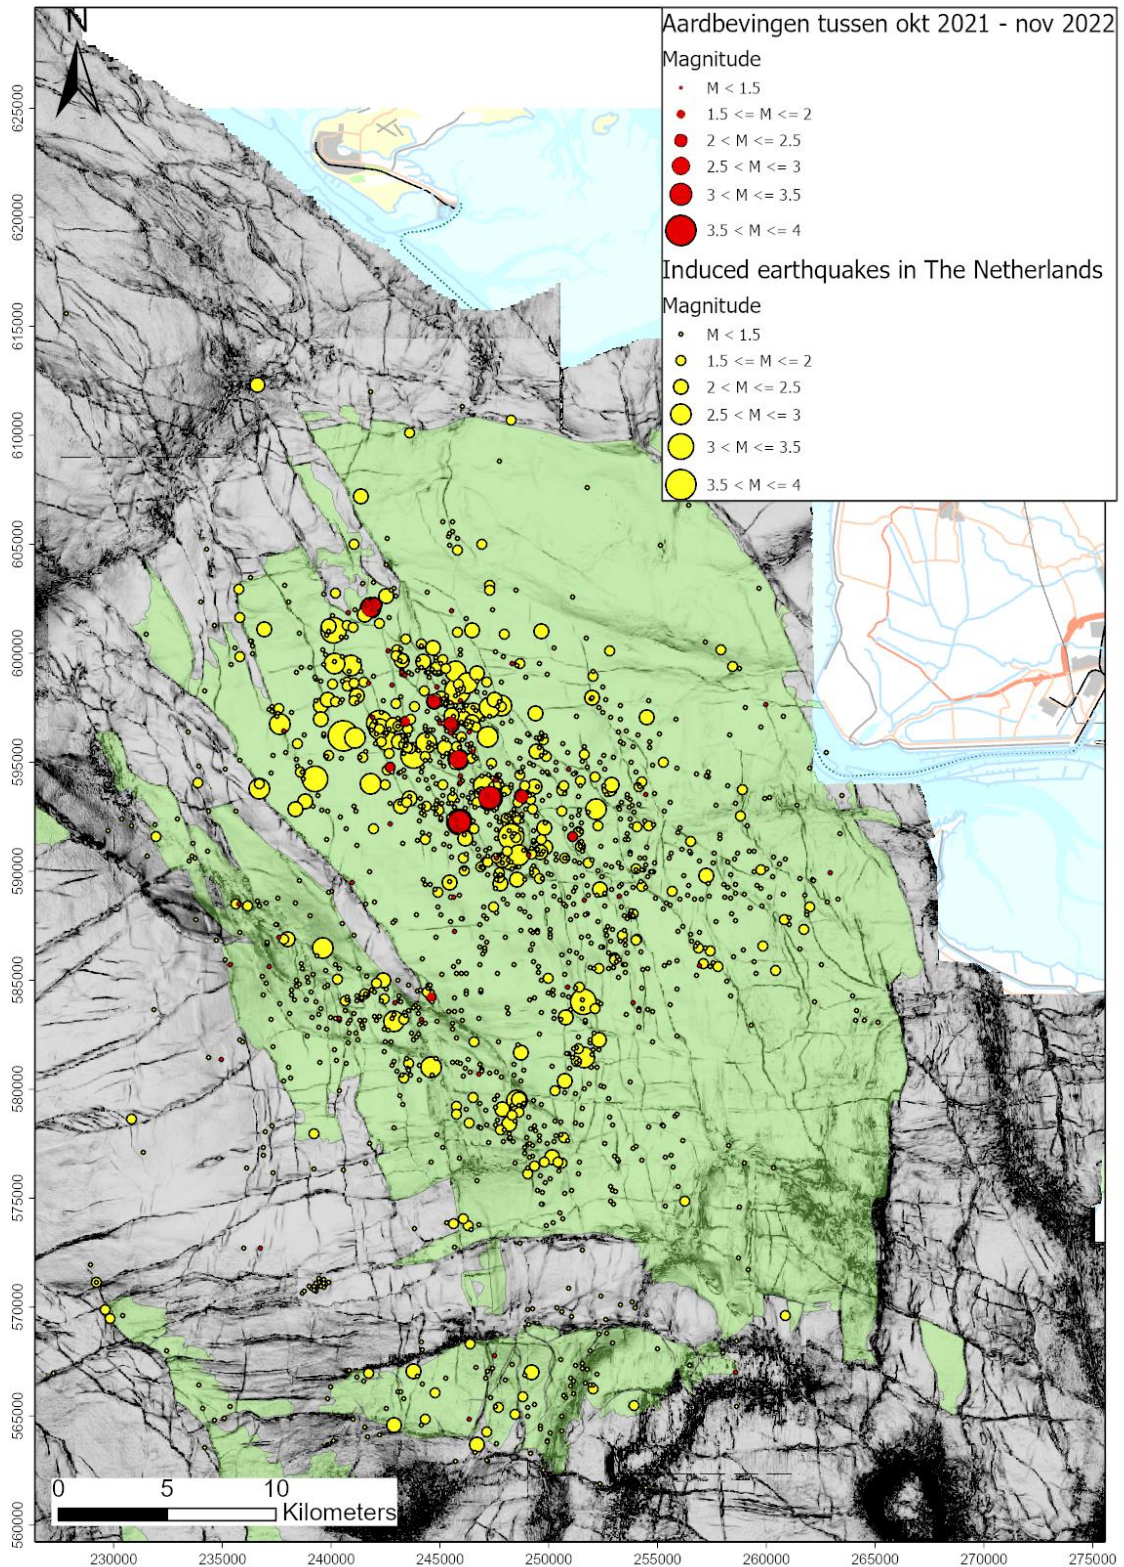 N
Aardbevingen tussen okt 2021 - nov 2022
Magnitude
M < 1.5
1.5 <= M <= 2
2 < M <= 2.5
2.5 < M <= 3
3 < M <= 3.5
3.5 < M <= 4
Induced earthquakes in The Netherlands
Magnitude
M < 1.5
1.5 <= M <= 2
2 < M <= 2.5
2.5 < M <= 3
3 < M <= 3.5
3.5 < M <= 4
625000
620000
615000
610000
605000
600000
595000
590000
585000
580000
575000
570000
565000
560000
0 5 10
Kilometers
230000 235000 240000 245000 250000 255000 260000 265000 270000 275000